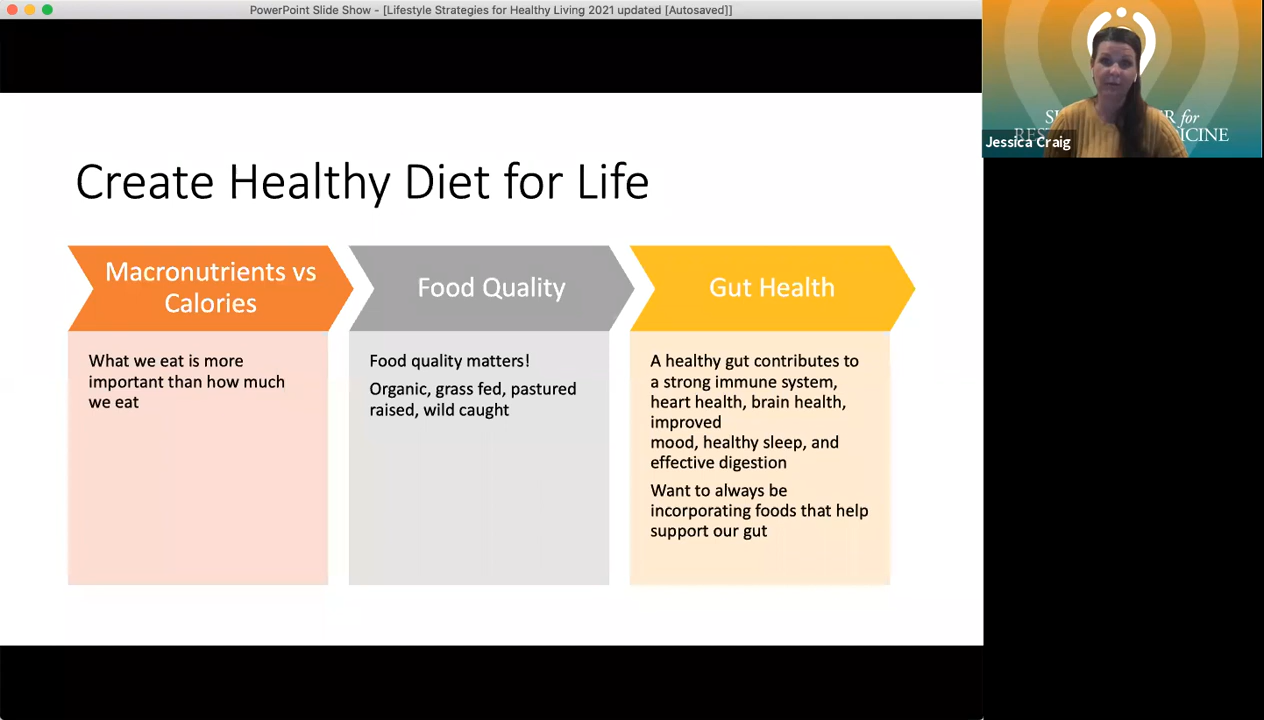 PowerPoint Slide Show - [Lifestyle Strategies for Healthy Living 2021 updated [Autosaved]]
Create Healthy Diet for Life
Macronutrients vs
Calories
What we eat is more
important than how much
we eat
Food Quality
Food quality matters!
Organic, grass fed, pastured
raised, wild caught
Gut Health
A healthy gut contributes to
a strong immune system,
heart health, brain health,
improved
mood, healthy sleep, and
effective digestion
Want to always be
incorporating foods that help
support our gut
for
Jessica Craig